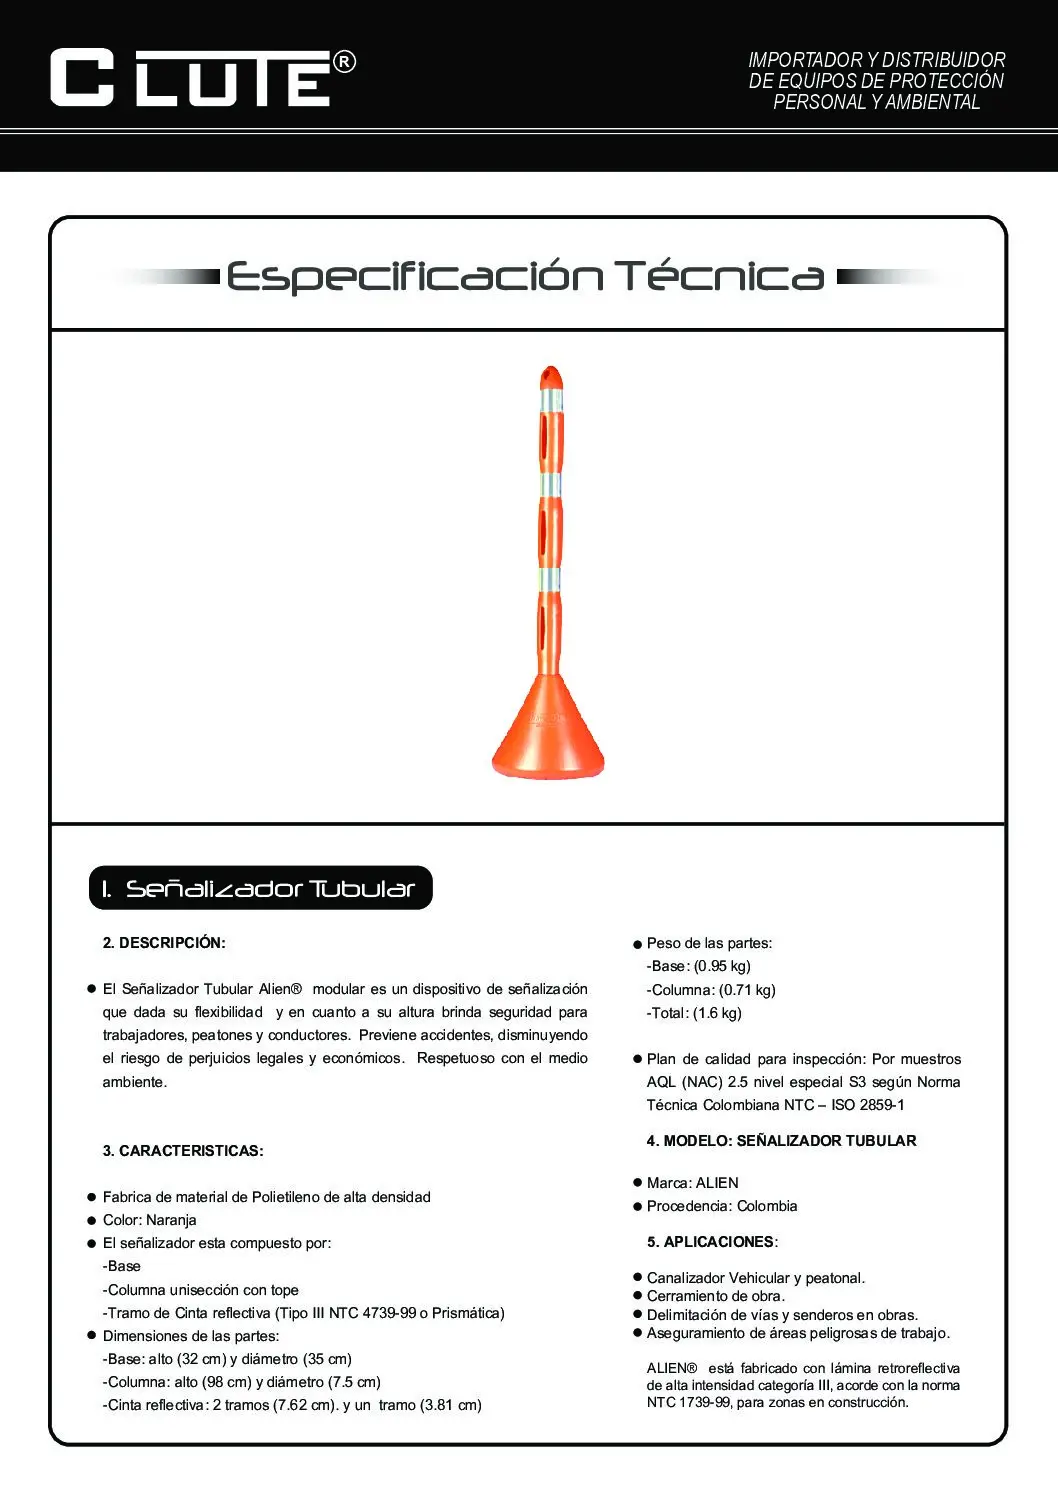 CLUTE®
IMPORTADOR Y DISTRIBUIDOR
DE EQUIPOS DE PROTECCIÓN
PERSONAL Y AMBIENTAL
Especificación Técnica
1. Señalizador Tubular
2. DESCRIPCIÓN:
El Señalizador Tubular Alien® modular es un dispositivo de señalización
que dada su flexibilidad y en cuanto a su altura brinda seguridad para
trabajadores, peatones y conductores. Previene accidentes, disminuyendo
el riesgo de perjuicios legales y económicos. Respetuoso con el medio
ambiente.
3. CARACTERISTICAS:
Fabrica de material de Polietileno de alta densidad
Color: Naranja
El señalizador esta compuesto por:
-Base
-Columna unisección con tope
-Tramo de Cinta reflectiva (Tipo III NTC 4739-99 o Prismática)
Dimensiones de las partes:
-Base: alto (32 cm) y diámetro (35 cm)
-Columna: alto (98 cm) y diámetro (7.5 cm)
-Cinta reflectiva: 2 tramos (7.62 cm). y un tramo (3.81 cm)
Peso de las partes:
-Base: (0.95 kg)
-Columna: (0.71 kg)
-Total: (1.6 kg)
Plan de calidad para inspección: Por muestros
AQL (NAC) 2.5 nivel especial S3 según Norma
Técnica Colombiana NTC – ISO 2859-1
4. MODELO: SEÑALIZADOR TUBULAR
Marca: ALIEN
Procedencia: Colombia
5. APLICACIONES:
Canalizador Vehicular y peatonal.
Cerramiento de obra.
Delimitación de vías y senderos en obras.
Aseguramiento de áreas peligrosas de trabajo.
ALIEN® está fabricado con lámina retroreflectiva
de alta intensidad categoría III, acorde con la norma
NTC 1739-99, para zonas en construcción.